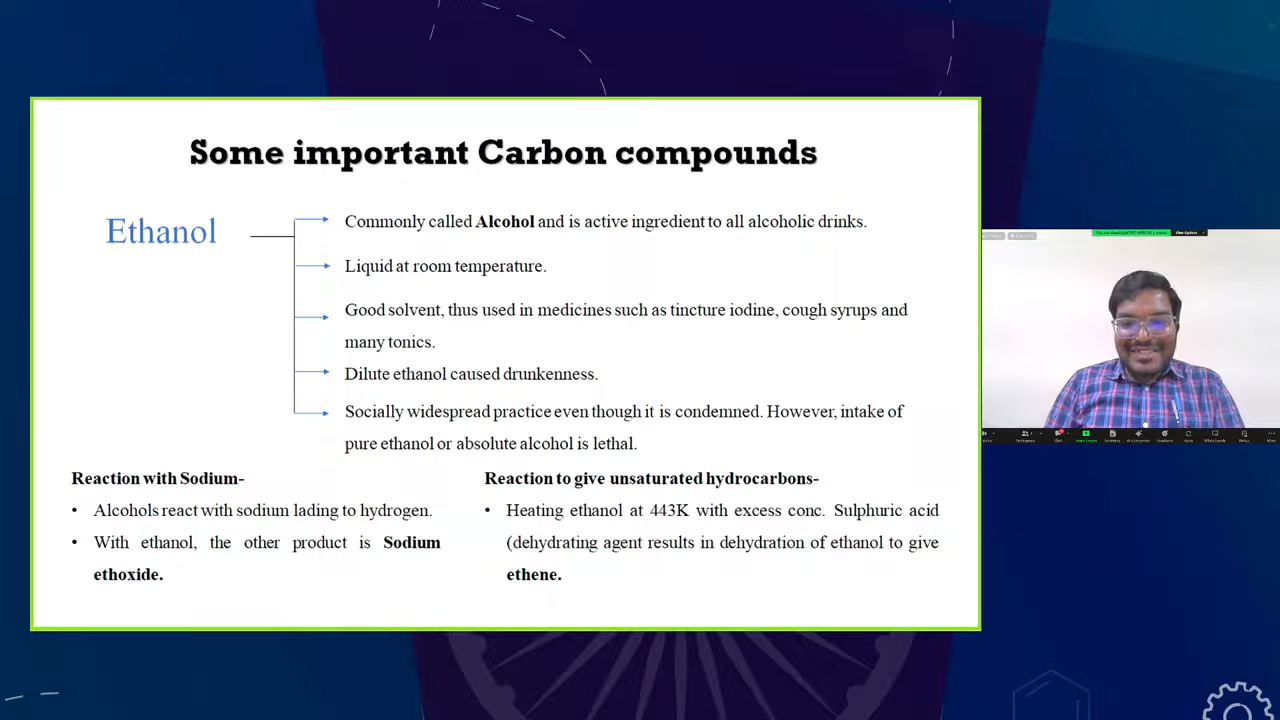 Some important Carbon compounds
Ethanol
Commonly called Alcohol and is active ingredient to all alcoholic drinks.
Liquid at room temperature.
Good solvent, thus used in medicines such as tincture iodine, cough syrups and
many tonics.
Dilute ethanol caused drunkenness.
Socially widespread practice even though it is condemned. However, intake of
pure ethanol or absolute alcohol is lethal.
Reaction with Sodium-
• Alcohols react with sodium lading to hydrogen.
• With ethanol, the other product is Sodium
ethoxide.
Reaction to give unsaturated hydrocarbons-
• Heating ethanol at 443K with excess conc. Sulphuric acid
(dehydrating agent results in dehydration of ethanol to give
ethene.